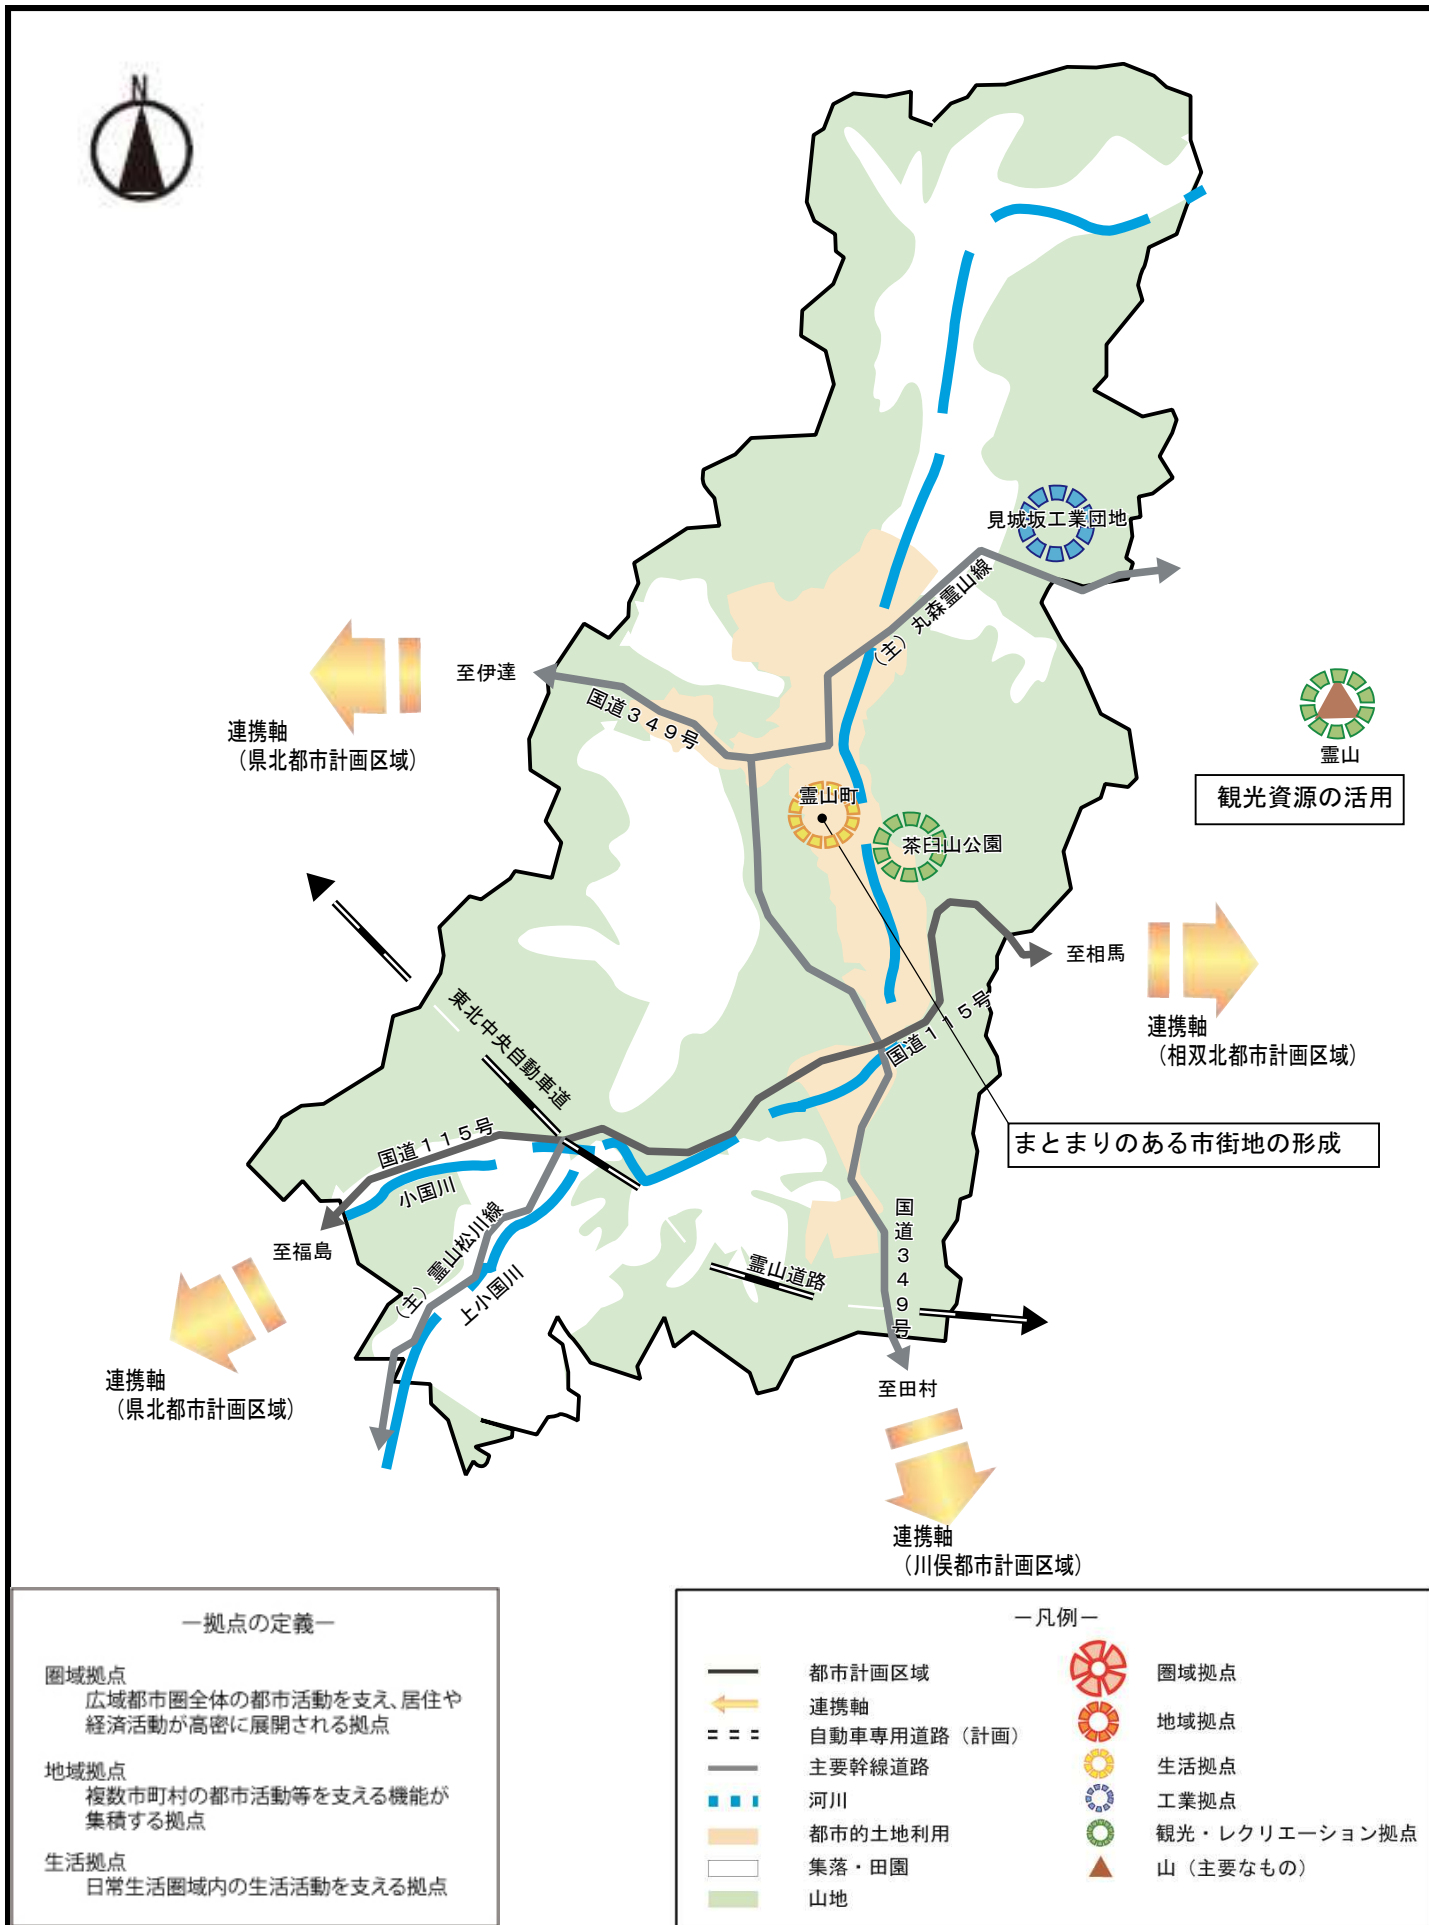 N
見城坂工業団地
（主）丸森霊山線
至伊達
国道３４９号
連携軸
（県北都市計画区域）
霊山
観光資源の活用
霊山町
茶臼山公園
至相馬
連携軸
（相双北都市計画区域）
東北中央自動車道
国道１１５号
まとまりのある市街地の形成
国道１１５号
小国川
（主）霊山松川線
上小国川
至福島
霊山道路
国道３４９号
連携軸
（県北都市計画区域）
至田村
連携軸
（川俣都市計画区域）
－拠点の定義－
圏域拠点
広域都市圏全体の都市活動を支え、居住や
経済活動が高密に展開される拠点
地域拠点
複数市町村の都市活動等を支える機能が
集積する拠点
生活拠点
日常生活圏域内の生活活動を支える拠点
－凡例－
都市計画区域
連携軸
自動車専用道路（計画）
主要幹線道路
河川
都市的土地利用
集落・田園
山地
圏域拠点
地域拠点
生活拠点
工業拠点
観光・レクリエーション拠点
山（主要なもの）